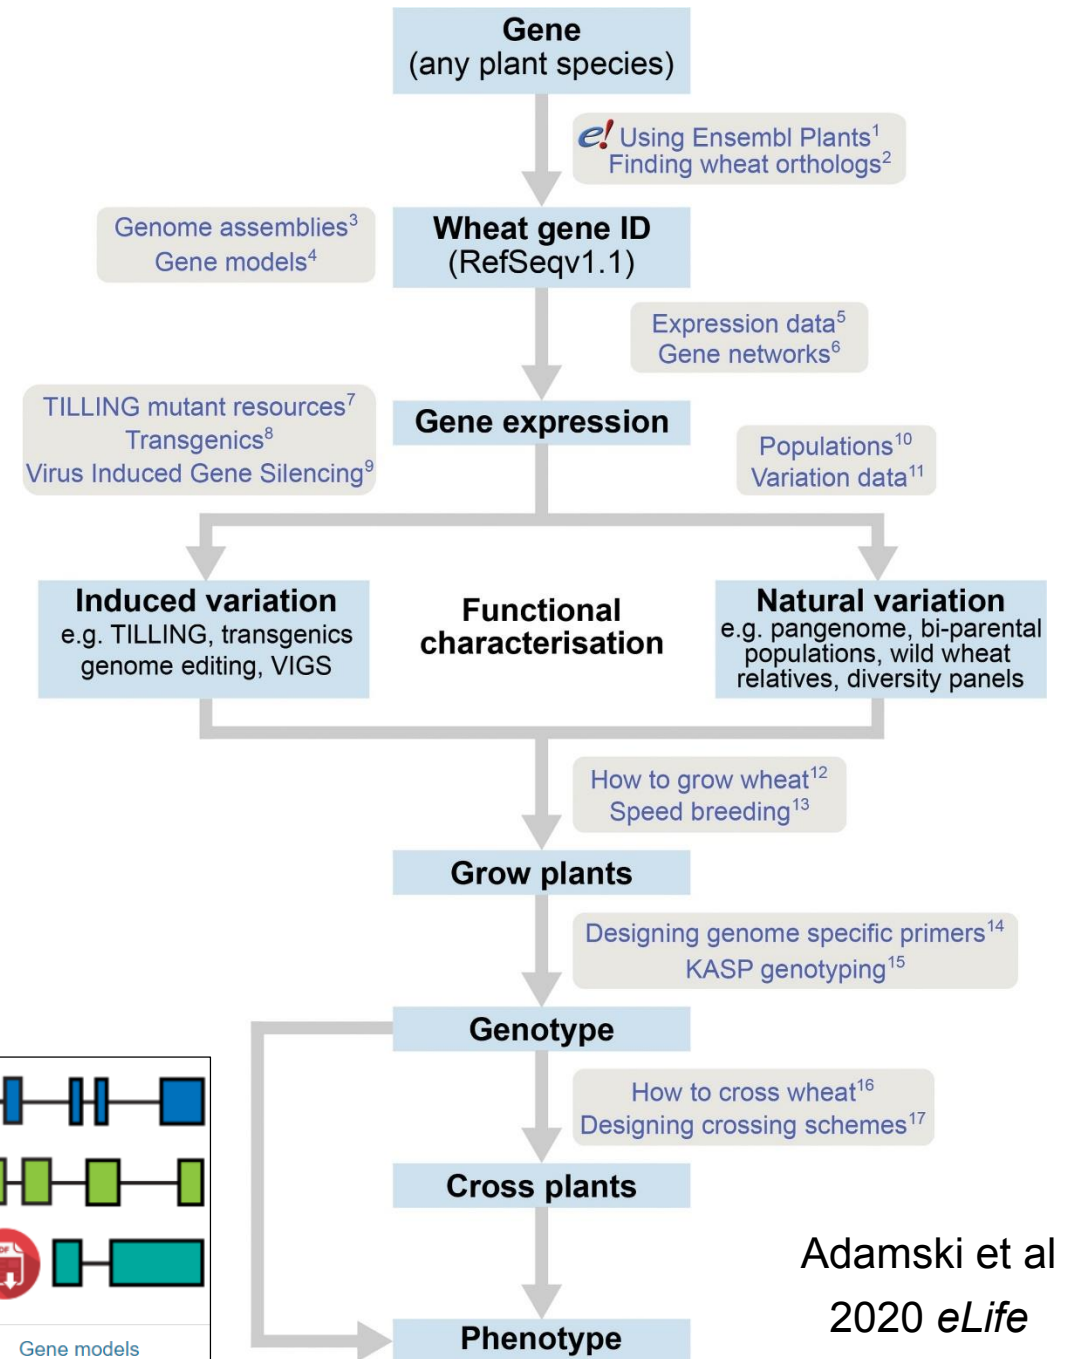 Gene
(any plant species)
e! Using Ensembl Plants¹
Finding wheat orthologs²
Genome assemblies³
Gene models⁴
Wheat gene ID
(RefSeqv1.1)
Expression data⁵
Gene networks⁶
TILLING mutant resources⁷
Transgenics⁸
Virus Induced Gene Silencing⁹
Gene expression
Populations¹⁰
Variation data¹¹
Induced variation
e.g. TILLING, transgenics
genome editing, VIGS
Functional
characterisation
Natural variation
e.g. pangenome, bi-parental
populations, wild wheat
relatives, diversity panels
How to grow wheat¹²
Speed breeding¹³
Grow plants
Designing genome specific primers¹⁴
KASP genotyping¹⁵
Genotype
How to cross wheat¹⁶
Designing crossing schemes¹⁷
Cross plants
Phenotype
Gene models
Adamski et al
2020 eLife